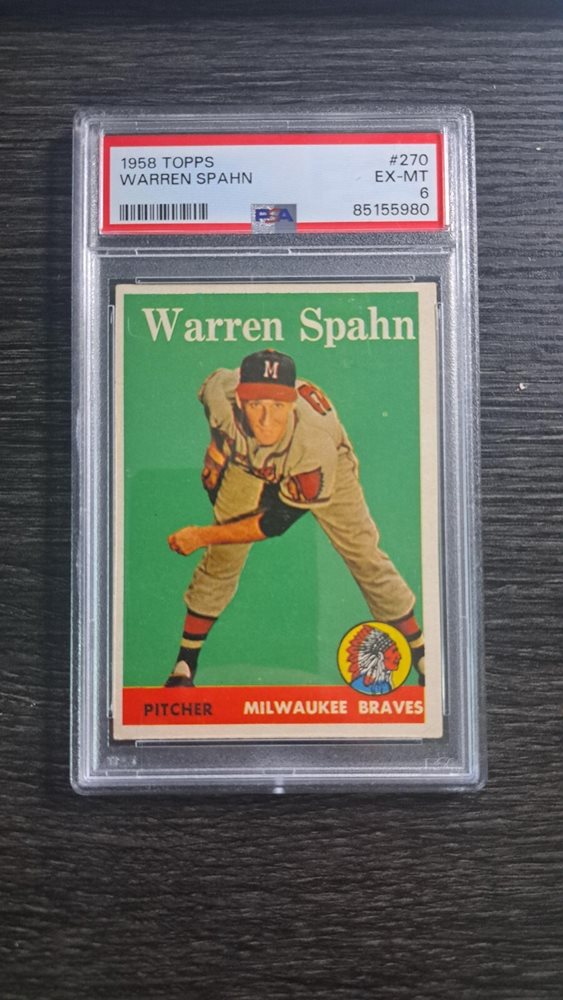 1958 TOPPS #270
WARREN SPAHN EX-MT
6
PSA 85155980
Warren Spahn
M
PITCHER MILWAUKEE BRAVES